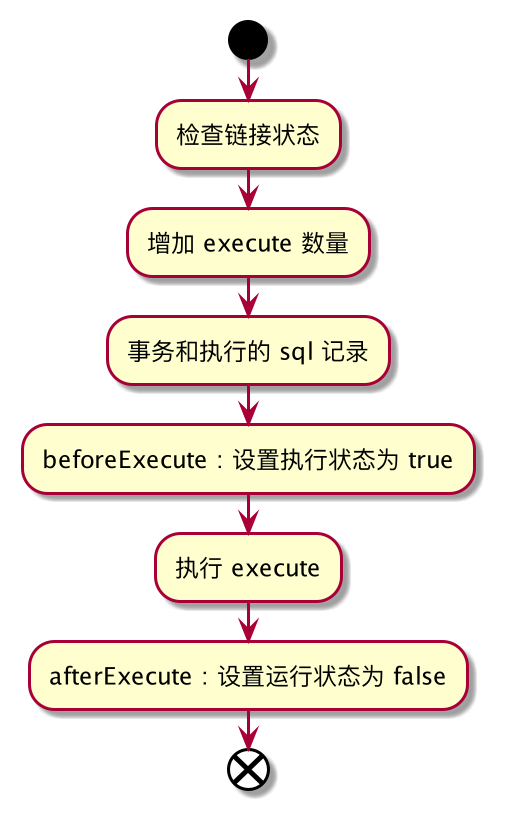 检查链接状态
增加 execute 数量
事务和执行的 sql 记录
beforeExecute : 设置执行状态为 true
执行 execute
afterExecute : 设置运行状态为 false